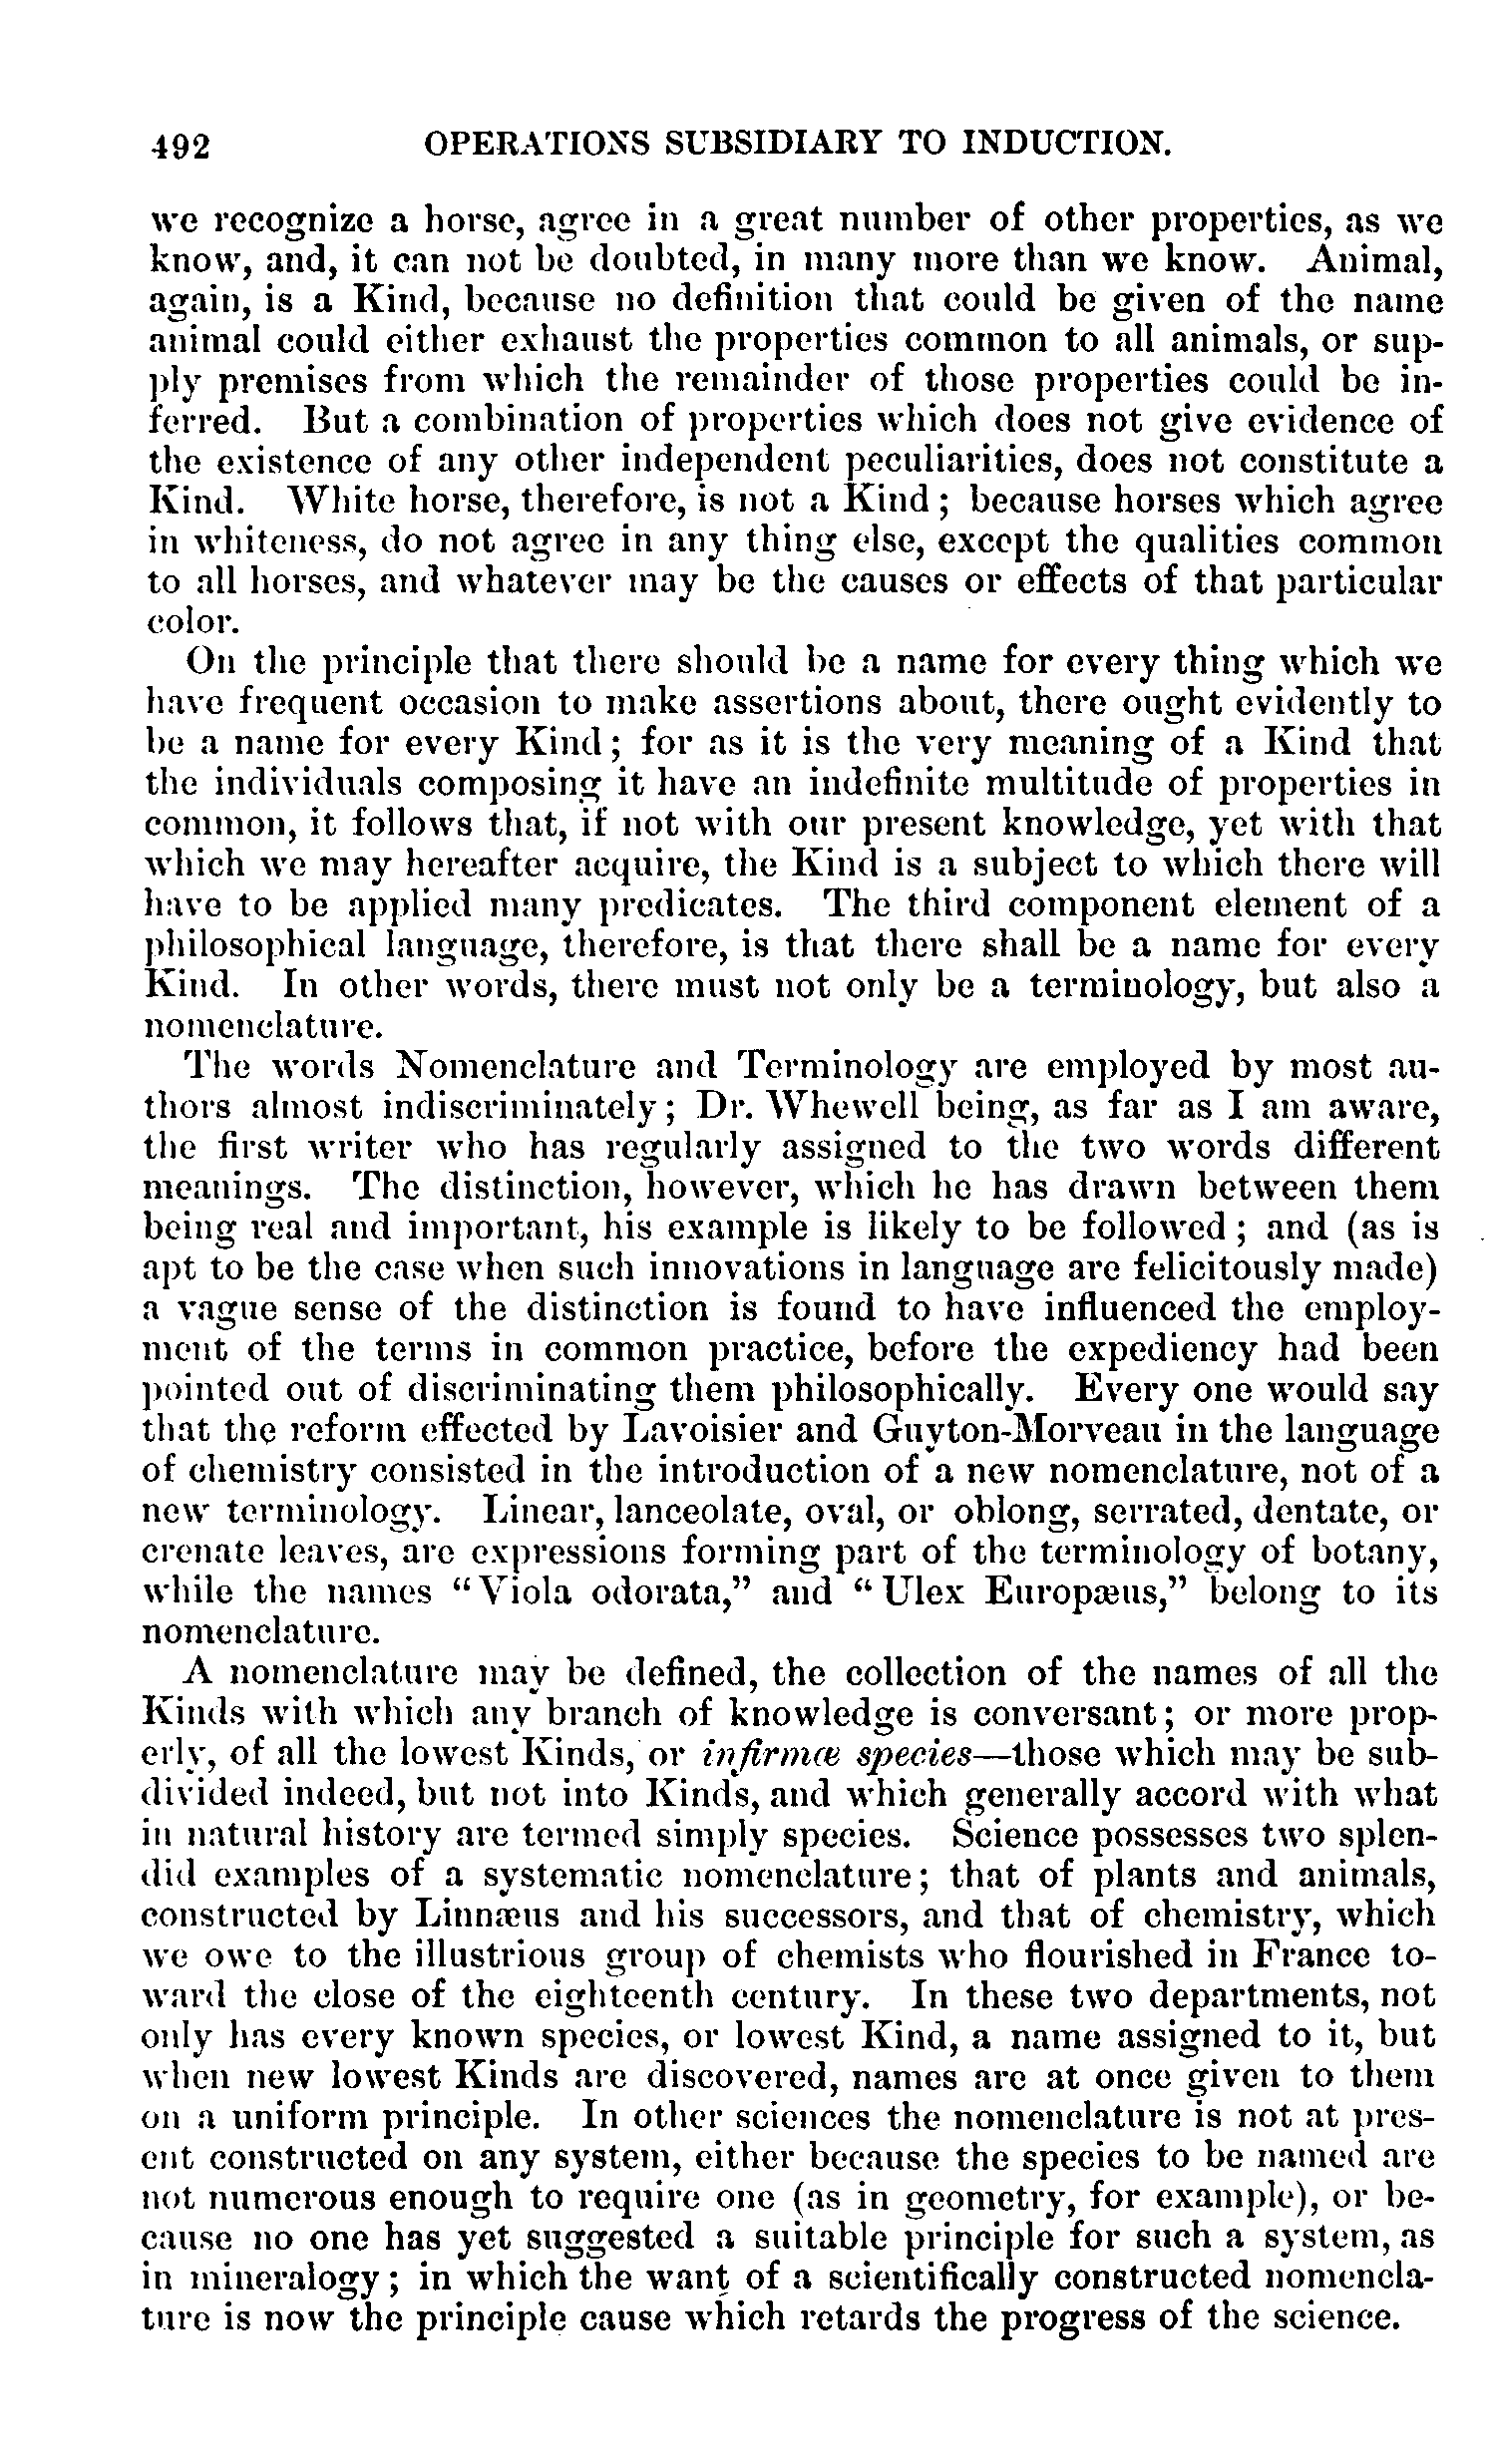 492 OPERATIONS SUBSIDIARY TO INDUCTION.
we recognize a horse, agree in a great number of other properties, as we
know, and, it can not be doubted, in many more than we know. Animal,
again, is a Kind, because no definition that could be given of the name
animal could either exhaust the properties common to all animals, or sup-
ply premises from which the remainder of those properties could be in-
ferred. But a combination of properties which does not give evidence of
the existence of any other independent peculiarities, does not constitute a
Kind. White horse, therefore, is not a Kind; because horses which agree
in whiteness, do not agree in any thing else, except the qualities common
to all horses, and whatever may be the causes or effects of that particular
color.
On the principle that there should be a name for every thing which we
have frequent occasion to make assertions about, there ought evidently to
be a name for every Kind; for as it is the very meaning of a Kind that
the individuals composing it have an indefinite multitude of properties in
common, it follows that, if not with our present knowledge, yet with that
which we may hereafter acquire, the Kind is a subject to which there will
have to be applied many predicates. The third component element of a
philosophical language, therefore, is that there shall be a name for every
Kind. In other words, there must not only be a terminology, but also a
nomenclature.
The words Nomenclature and Terminology are employed by most au-
thors almost indiscriminately; Dr. Whewell being, as far as I am aware,
the first writer who has regularly assigned to the two words different
meanings. The distinction, however, which he has drawn between them
being real and important, his example is likely to be followed; and (as is
apt to be the case when such innovations in language are felicitously made)
a vague sense of the distinction is found to have influenced the employ-
ment of the terms in common practice, before the expediency had been
pointed out of discriminating them philosophically. Every one would say
that the reform effected by Lavoisier and Guyton-Morveau in the language
of chemistry consisted in the introduction of a new nomenclature, not of a
new terminology. Linear, lanceolate, oval, or oblong, serrated, dentate, or
crenate leaves, are expressions forming part of the terminology of botany,
while the names "Viola odorata," and "Ulex Europæus," belong to its
nomenclature.
A nomenclature may be defined, the collection of the names of all the
Kinds with which any branch of knowledge is conversant; or more prop-
erly, of all the lowest Kinds, or infirmæ species—those which may be sub-
divided indeed, but not into Kinds, and which generally accord with what
in natural history are termed simply species. Science possesses two splen-
did examples of a systematic nomenclature; that of plants and animals,
constructed by Linnæus and his successors, and that of chemistry, which
we owe to the illustrious group of chemists who flourished in France to-
ward the close of the eighteenth century. In these two departments, not
only has every known species, or lowest Kind, a name assigned to it, but
when new lowest Kinds are discovered, names are at once given to them
on a uniform principle. In other sciences the nomenclature is not at pres-
ent constructed on any system, either because the species to be named are
not numerous enough to require one (as in geometry, for example), or be-
cause no one has yet suggested a suitable principle for such a system, as
in mineralogy; in which the want of a scientifically constructed nomencla-
ture is now the principle cause which retards the progress of the science.